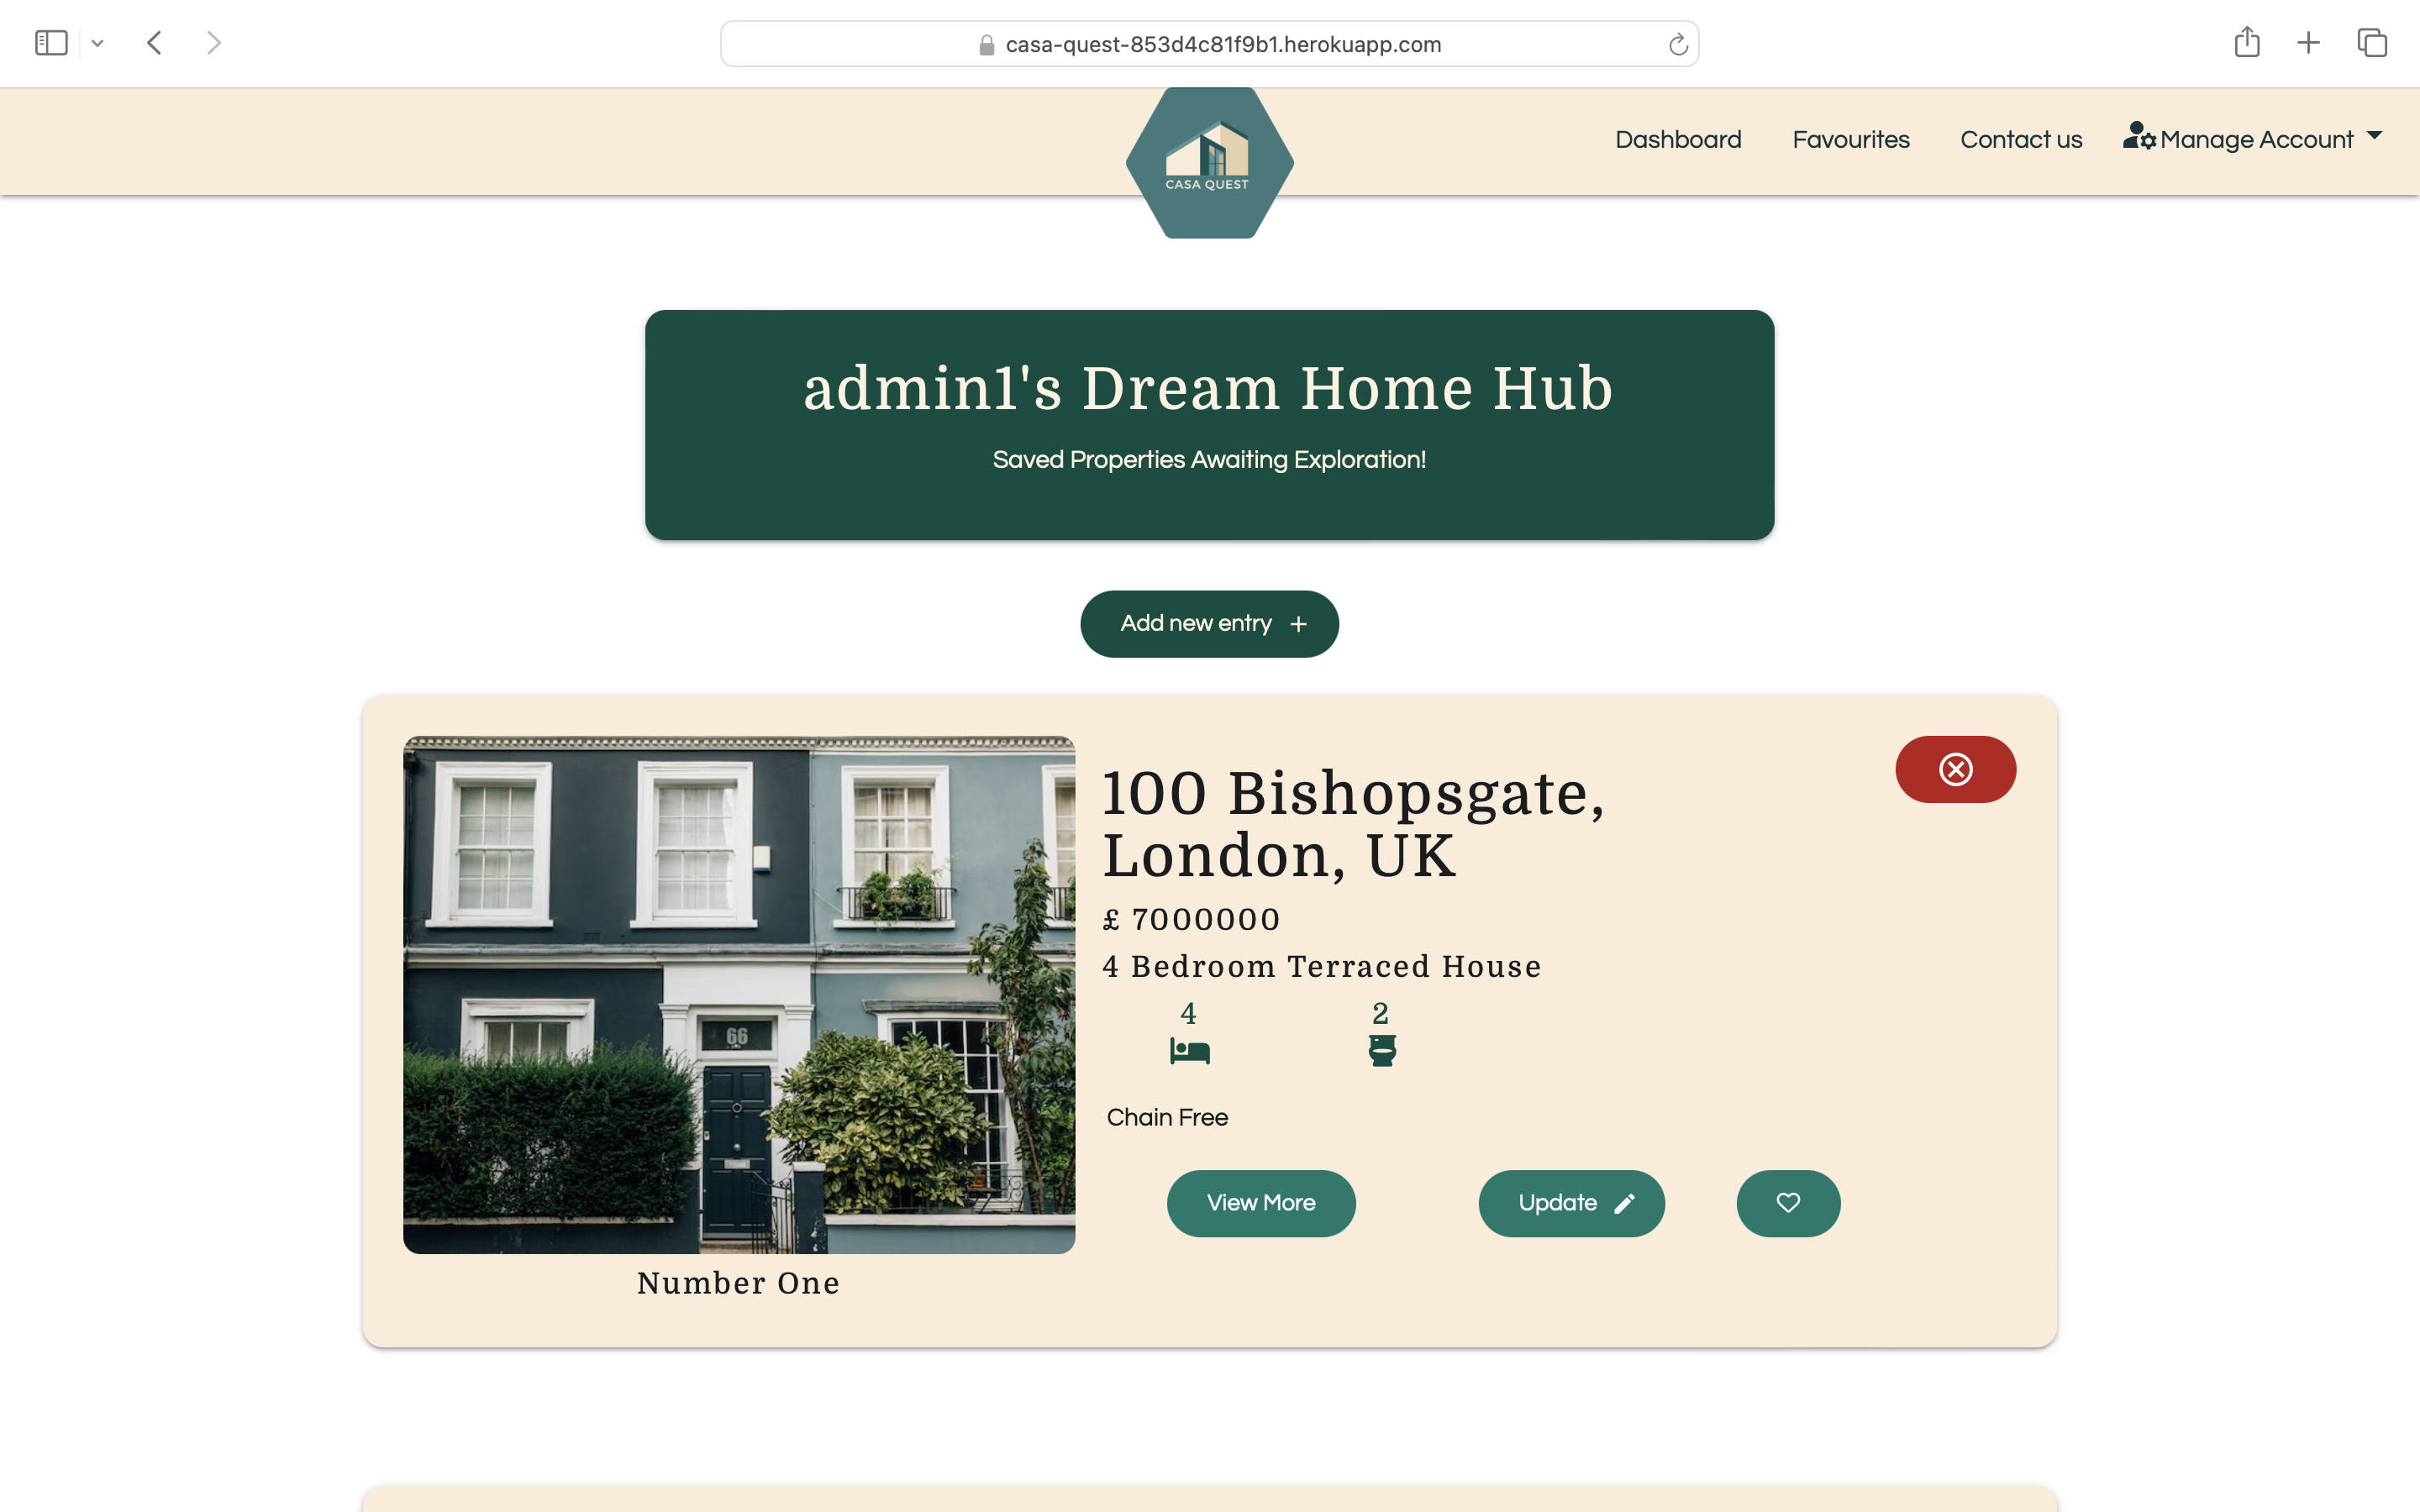 casa-quest-853d4c81f9b1.herokuapp.com
CASA QUEST
Dashboard Favourites Contact us Manage Account
admin1's Dream Home Hub
Saved Properties Awaiting Exploration!
Add new entry +
66
100 Bishopsgate,
London, UK
£ 7000000
4 Bedroom Terraced House
4 2
Chain Free
View More Update
Number One